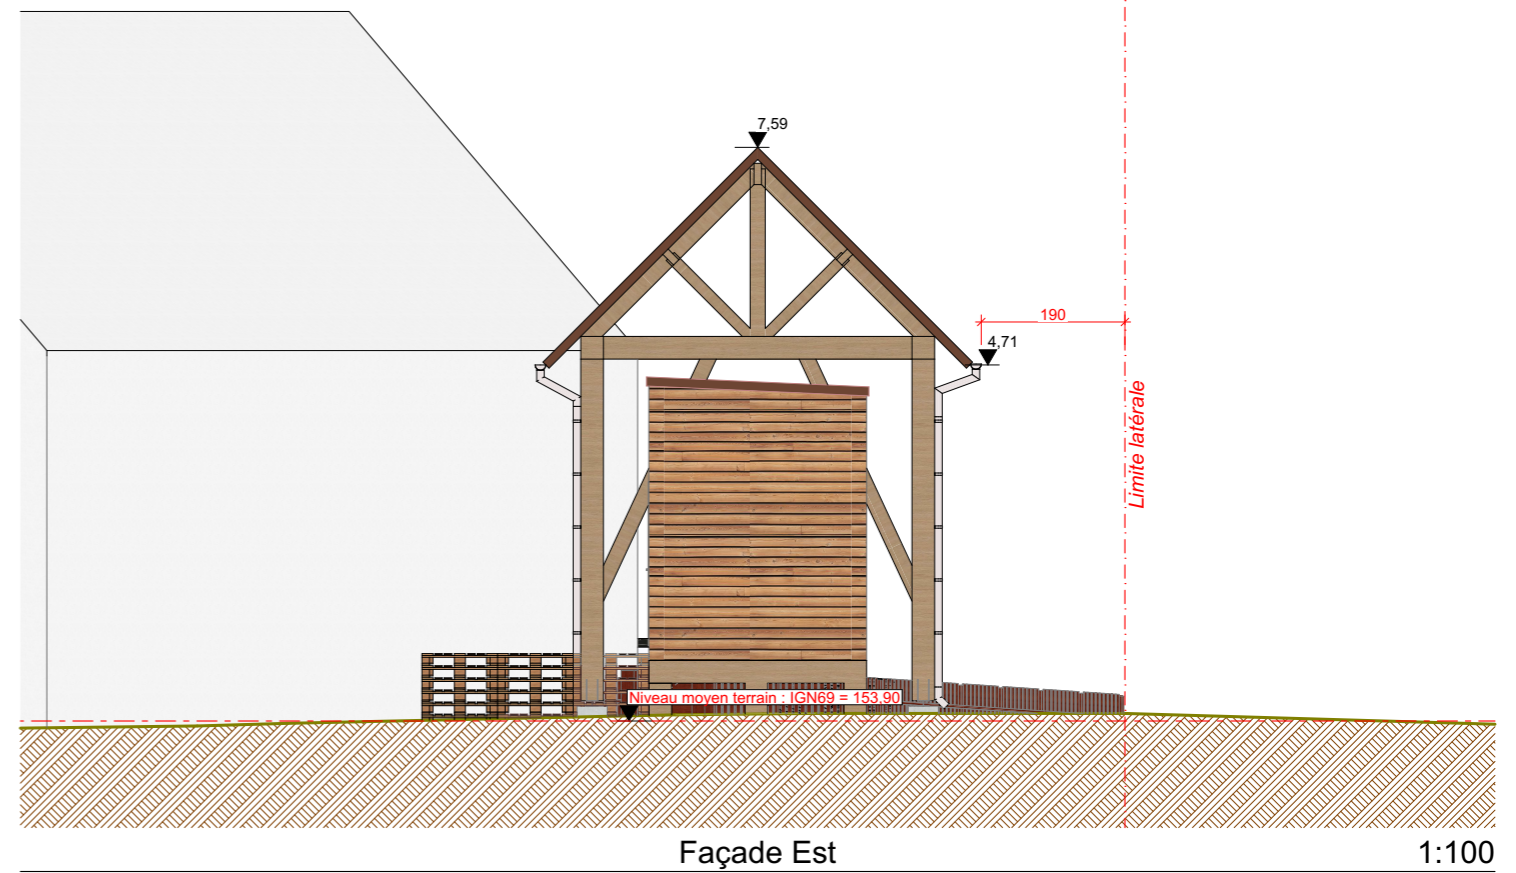 7,59
190
4,71
Limite latérale
Niveau moyen terrain : IGN69 = 153.90
Façade Est
1:100